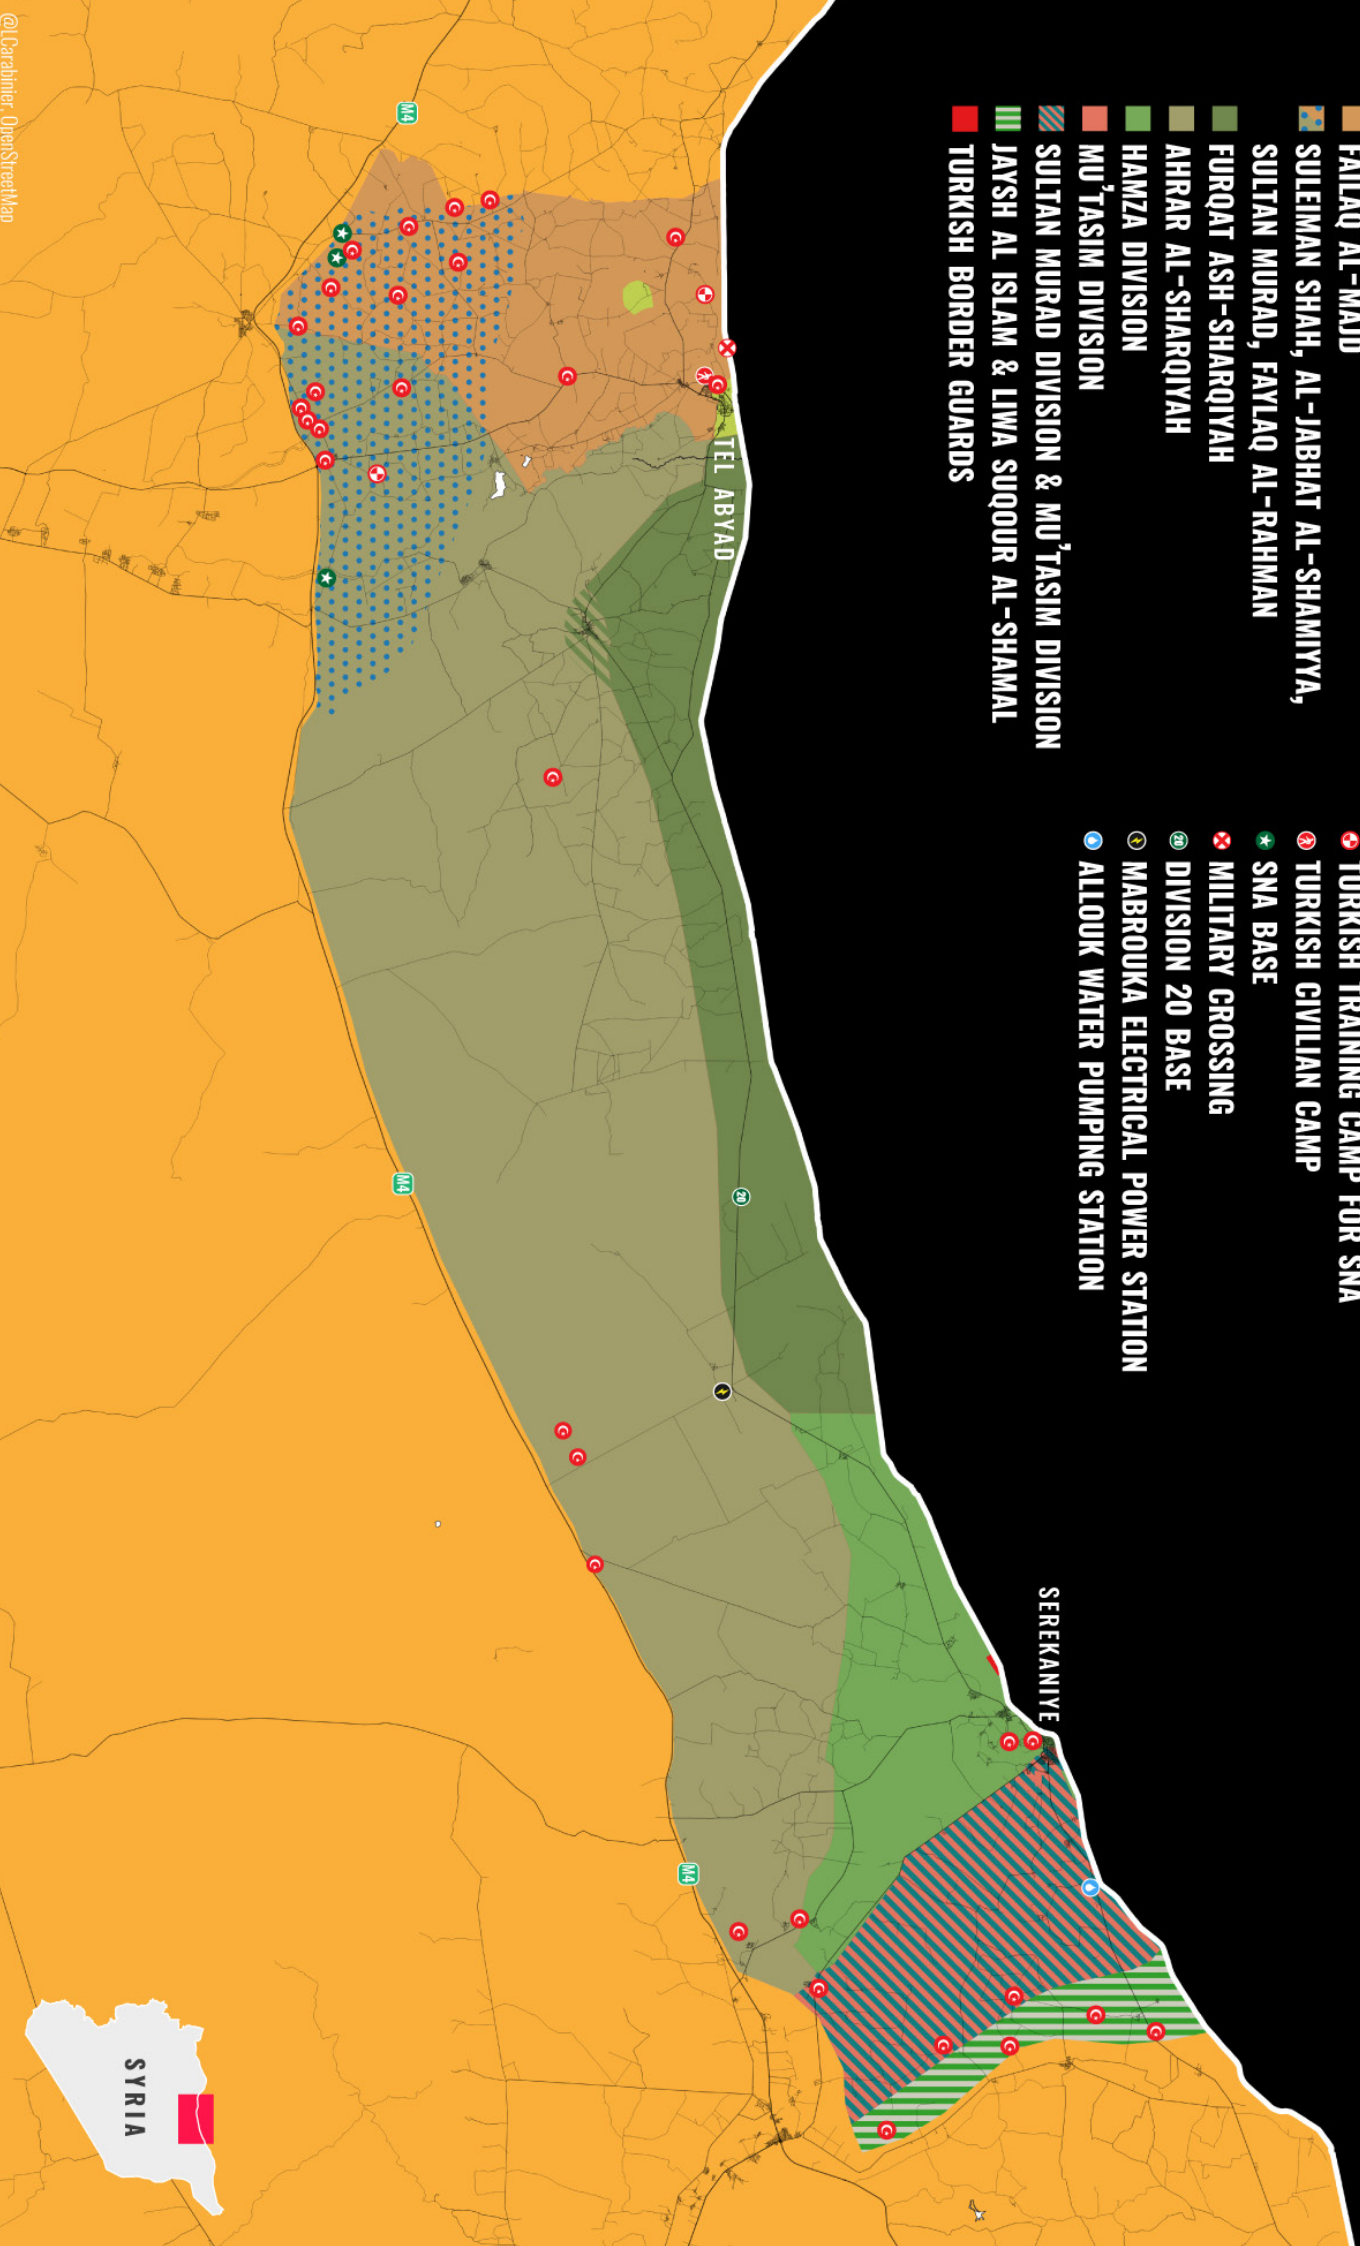 FAILAQ AL-MAJD
SULEIMAN SHAH, AL-JABHAT AL-SHAMIYYA,
SULTAN MURAD, FAYLAQ AL-RAHMAN
FURQAT ASH-SHARQIYAH
AHRAR AL-SHARQIYAH
HAMZA DIVISION
MU'TASIM DIVISION
SULTAN MURAD DIVISION & MU'TASIM DIVISION
JAYSH AL ISLAM & LIWA SUQOUR AL-SHAMAL
TURKISH BORDER GUARDS
TURKISH TRAINING CAMP FOR SNA
TURKISH CIVILIAN CAMP
SNA BASE
MILITARY CROSSING
20
DIVISION 20 BASE
MABROUKA ELECTRICAL POWER STATION
ALLOUK WATER PUMPING STATION
SEREKANIYE
TEL ABYAD
20
M4
M4
M4
SYRIA
@LCarabinier, OpenStreetMap